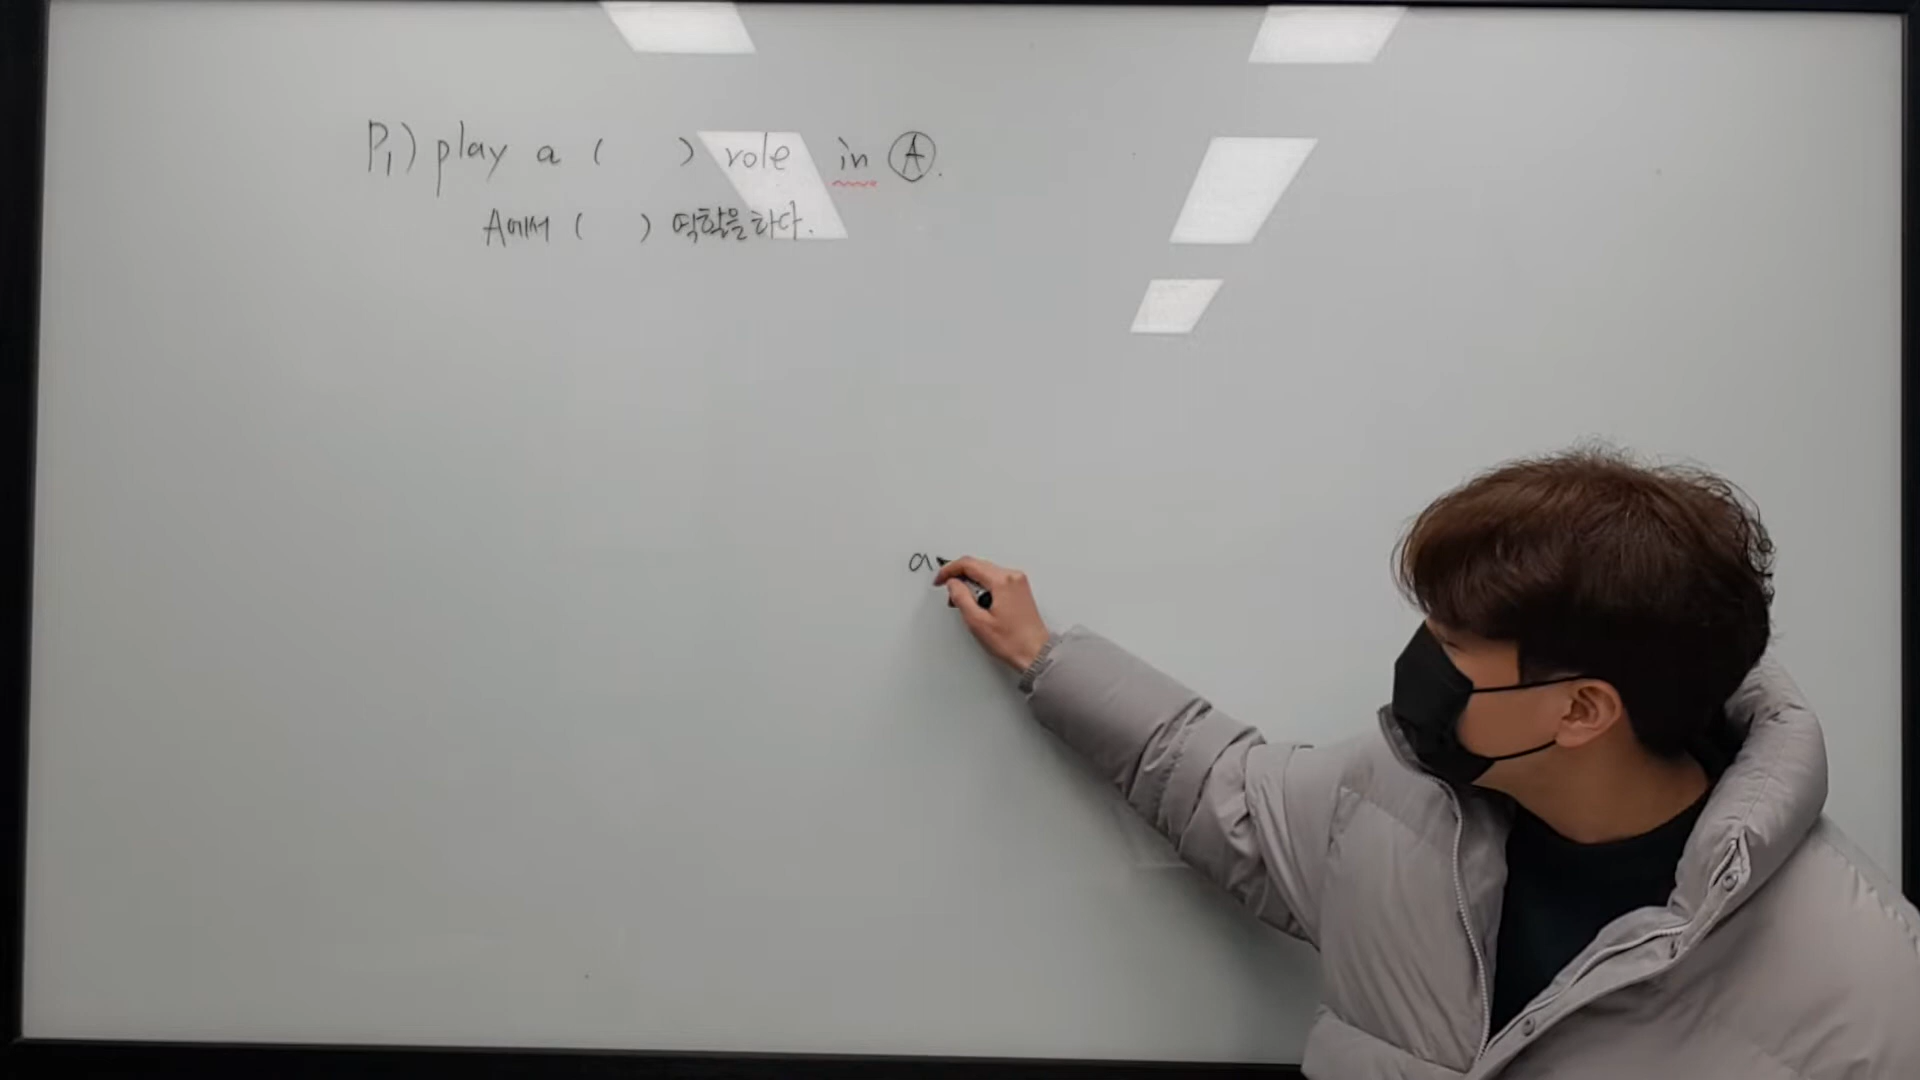 P1) play a (    ) role in Ⓐ.
A에서 (    ) 역할을 하다.
a